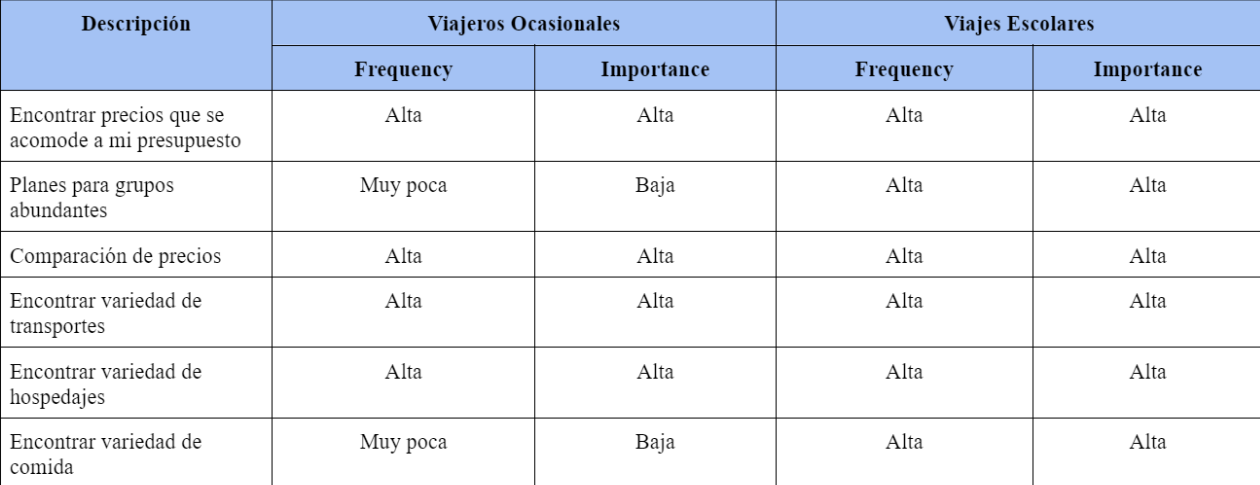 Descripción Viajeros Ocasionales Viajes Escolares
Frequency Importance Frequency Importance
Encontrar precios que se Alta Alta Alta Alta
acomode a mi presupuesto
Planes para grupos Muy poca Baja Alta Alta
abundantes
Comparación de precios Alta Alta Alta Alta
Encontrar variedad de Alta Alta Alta Alta
transportes
Encontrar variedad de Alta Alta Alta Alta
hospedajes
Encontrar variedad de Muy poca Baja Alta Alta
comida